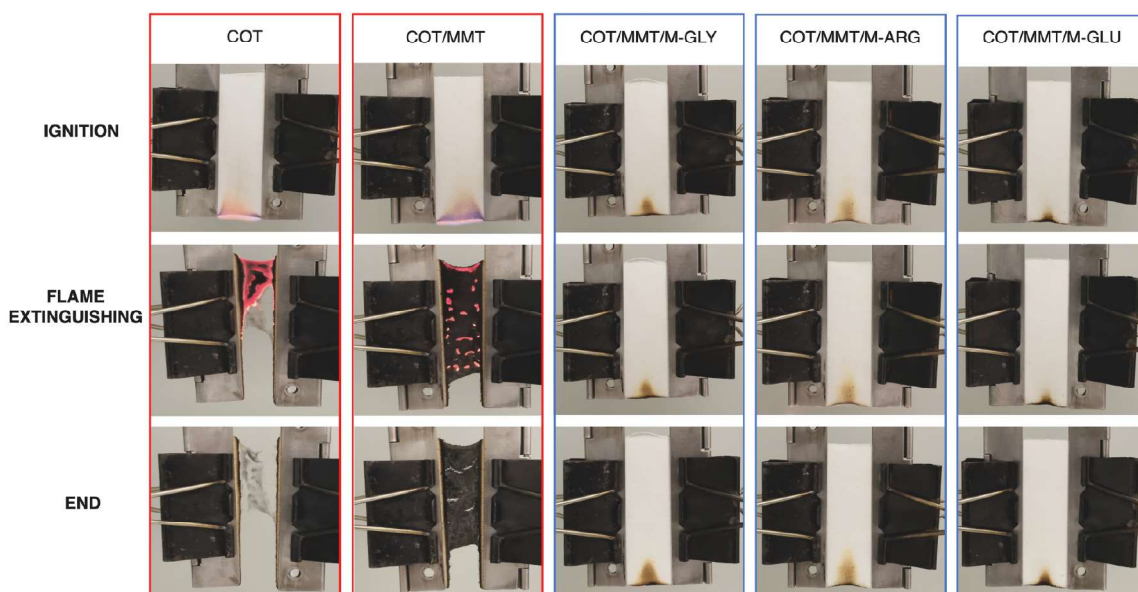 COT
COT/MMT
COT/MMT/M-GLY
COT/MMT/M-ARG
COT/MMT/M-GLU
IGNITION
FLAME
EXTINGUISHING
END